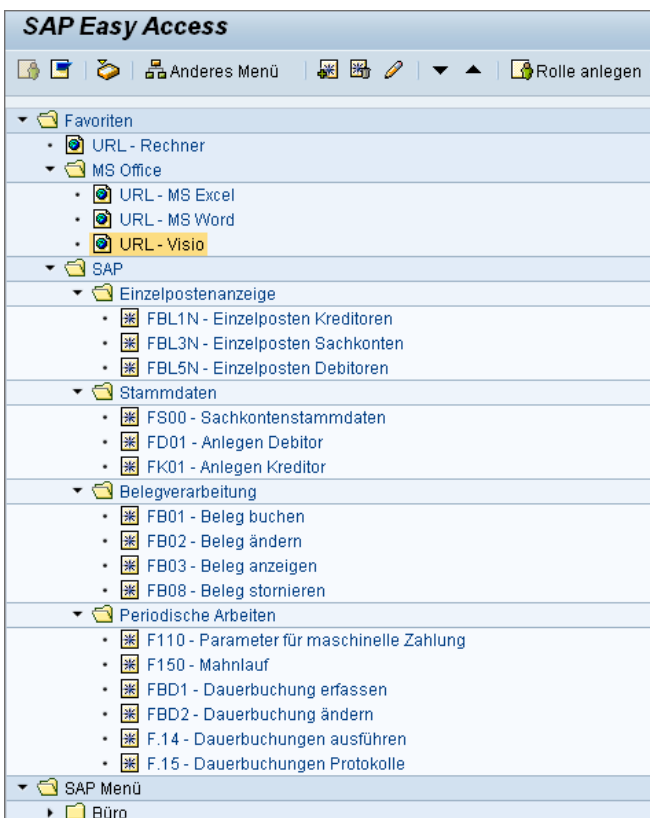 SAP Easy Access
Anderes Menü Rolle anlegen
Favoriten
URL - Rechner
MS Office
URL - MS Excel
URL - MS Word
URL - Visio
SAP
Einzelpostenanzeige
FBL1N - Einzelposten Kreditoren
FBL3N - Einzelposten Sachkonten
FBL5N - Einzelposten Debitoren
Stammdaten
FS00 - Sachkontenstammdaten
FD01 - Anlegen Debitor
FK01 - Anlegen Kreditor
Belegverarbeitung
FB01 - Beleg buchen
FB02 - Beleg ändern
FB03 - Beleg anzeigen
FB08 - Beleg stornieren
Periodische Arbeiten
F110 - Parameter für maschinelle Zahlung
F150 - Mahnlauf
FBD1 - Dauerbuchung erfassen
FBD2 - Dauerbuchung ändern
F.14 - Dauerbuchungen ausführen
F.15 - Dauerbuchungen Protokolle
SAP Menü
Büro